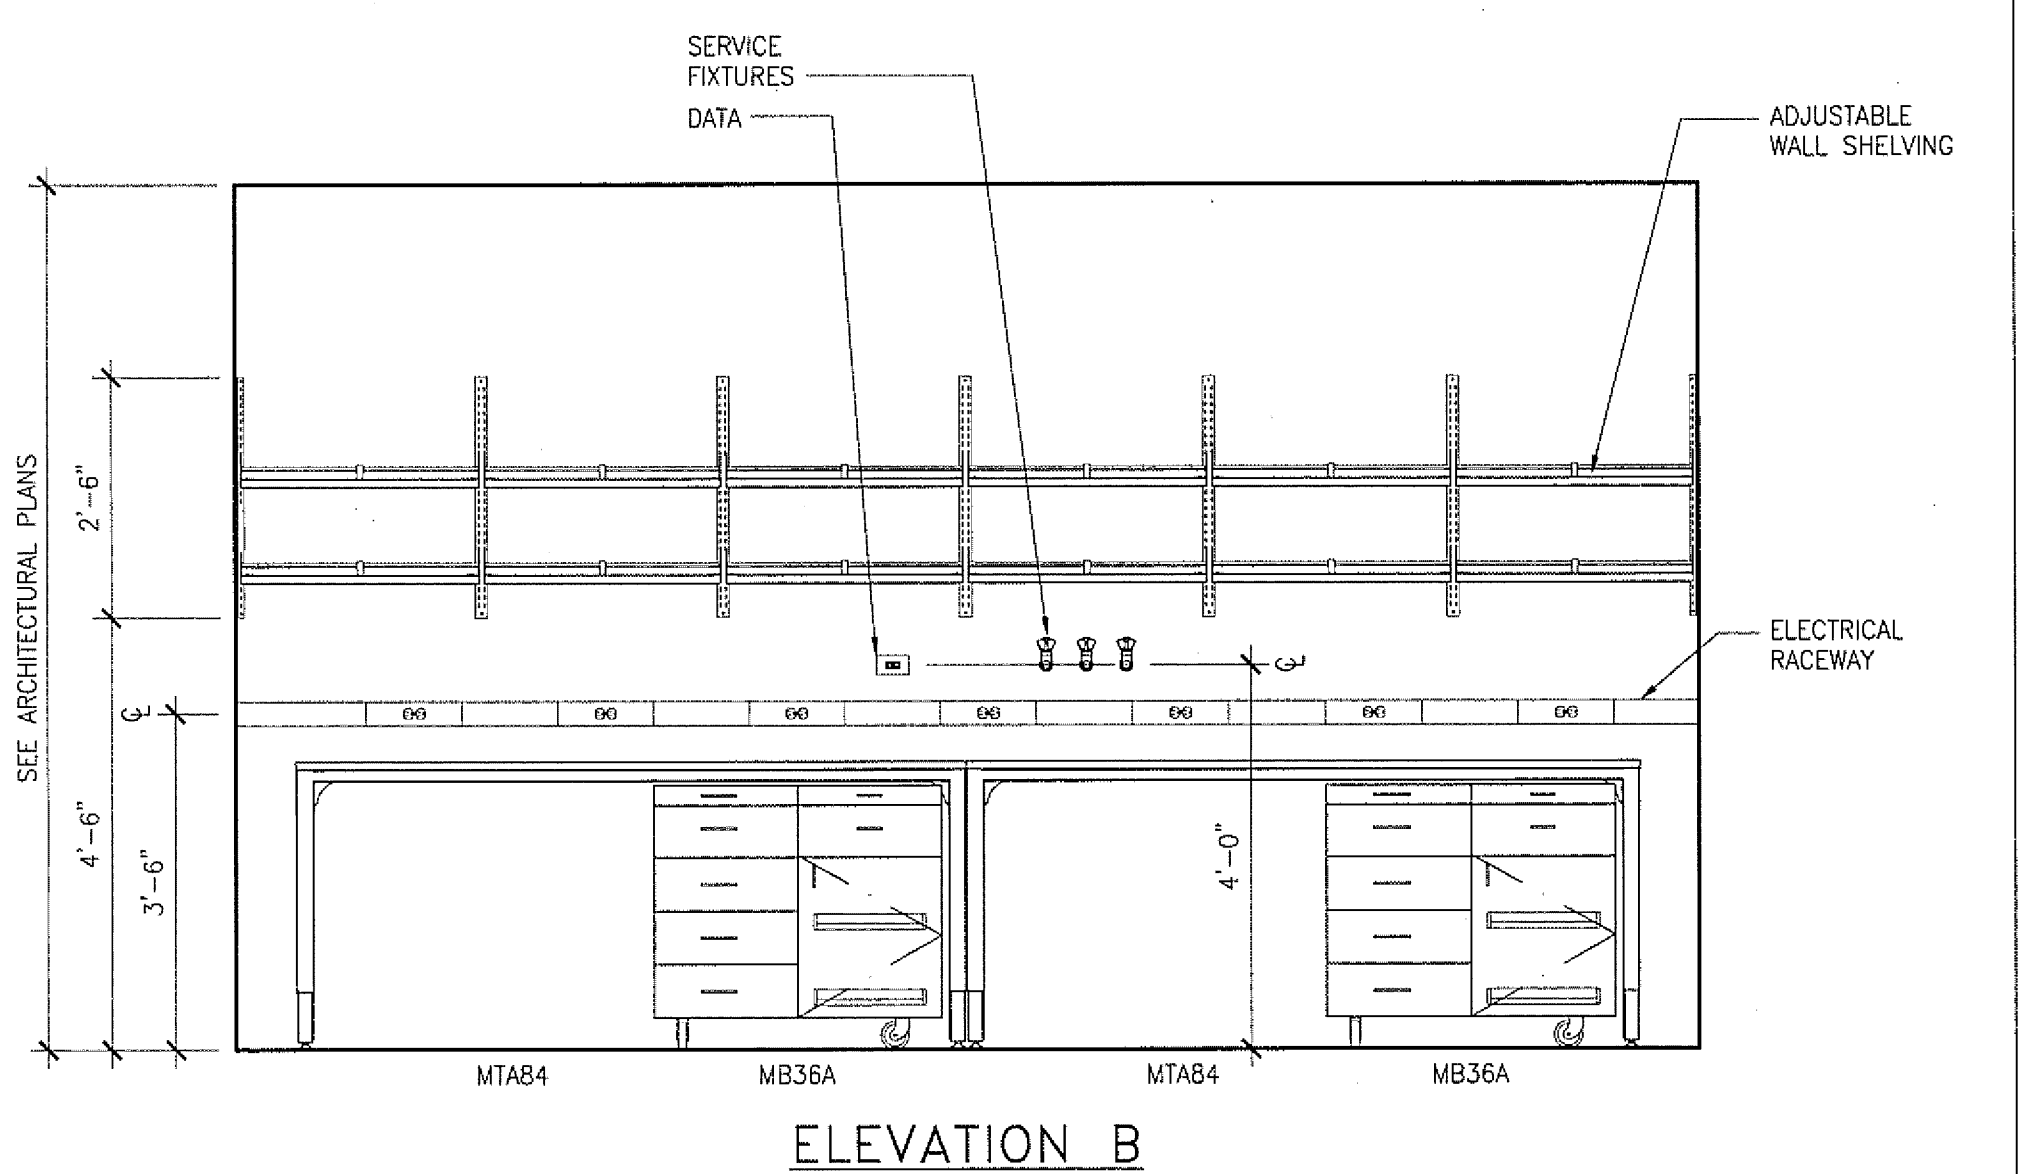 SERVICE
FIXTURES
DATA
ADJUSTABLE
WALL SHELVING
SEE ARCHITECTURAL PLANS
2'-6"
4'-6"
3'-6"
℄
4'-0"
℄
ELECTRICAL
RACEWAY
MTA84
MB36A
MTA84
MB36A
ELEVATION B